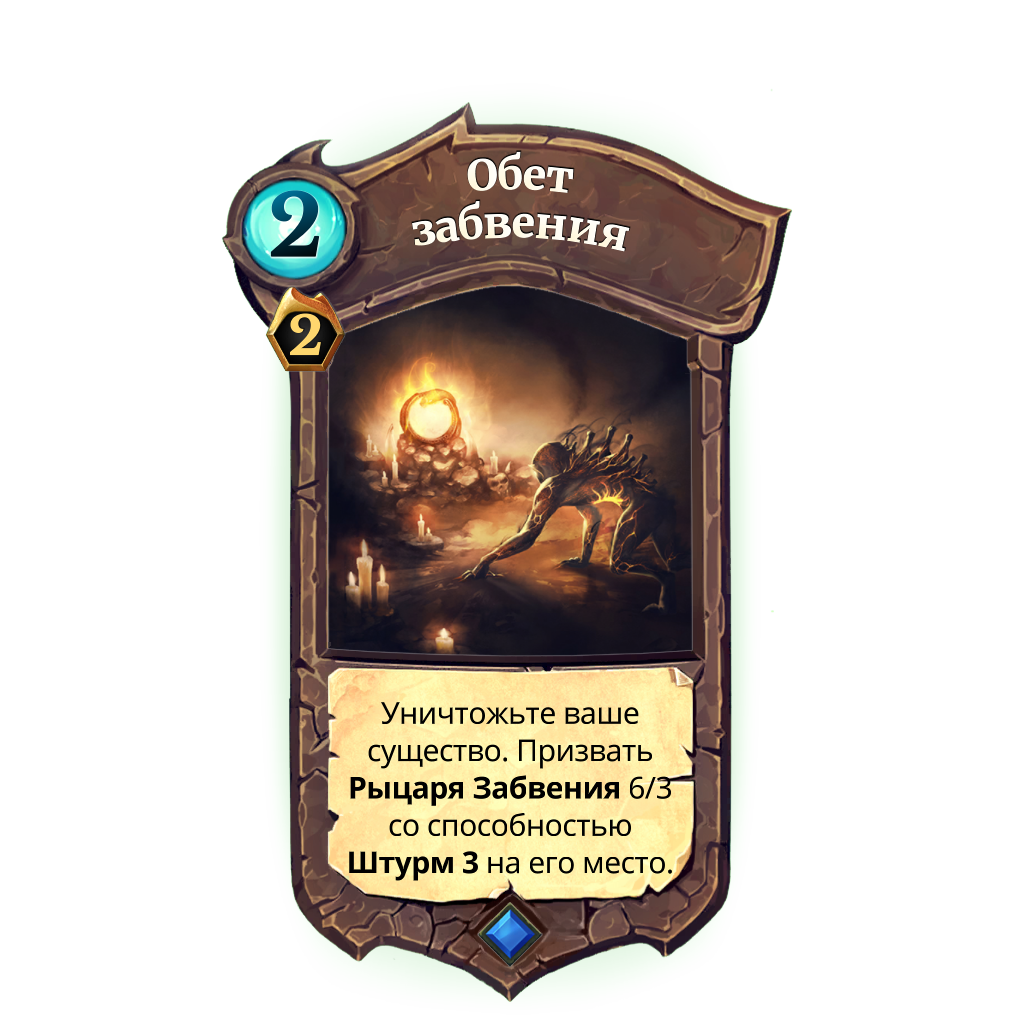 Обет
забвения
2
2
Уничтожьте ваше
существо. Призвать
Рыцаря Забвения 6/3
со способностью
Штурм 3 на его место.